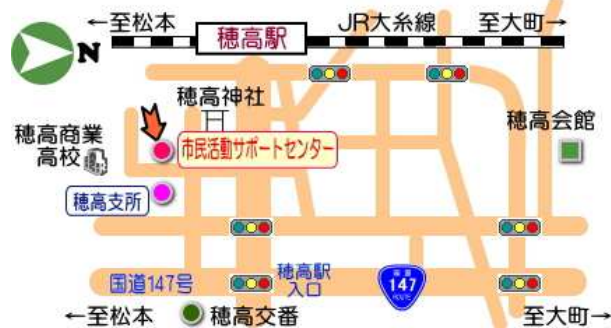 ←至松本
穂高駅
JR大糸線
至大町→
N
穂高神社
穂高商業
高校
市民活動サポートセンター
穂高会館
穂高支所
国道147号
穂高駅
入口
国道
147
ROUTE
←至松本
穂高交番
至大町→